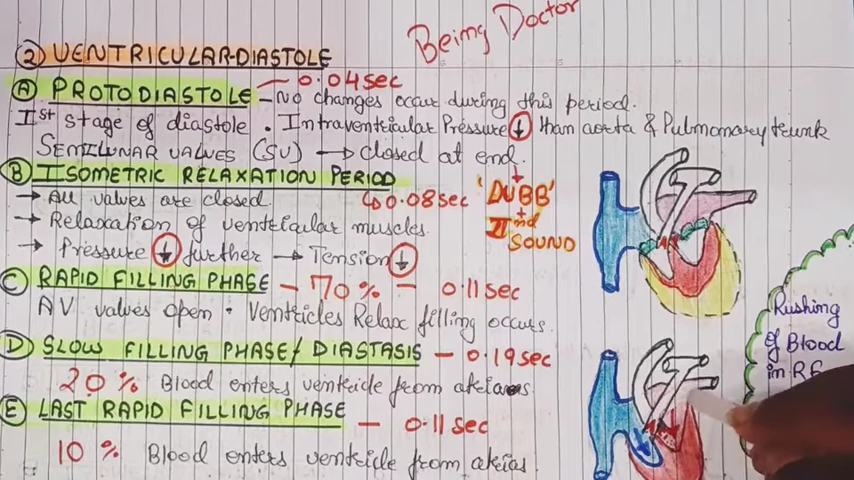 Being Doctor
② VENTRICULAR-DIASTOLE
Ⓐ PROTODIASTOLE — 0.04 sec
- No changes occur during this period.
Ist stage of diastole . Intraventricular Pressure ↓ than aorta & Pulmonary trunk
SEMILUNAR VALVES (SV) → closed at end.
Ⓑ ISOMETRIC RELAXATION PERIOD
→ All valves are closed. ↳ 0.08 sec
'DUBB'
+
IInd
SOUND
→ Relaxation of ventricular muscles.
→ Pressure ↓ further → Tension ↓
Ⓒ RAPID FILLING PHASE - 70% - 0.11 sec
AV valves open . Ventricles Relax filling occurs.
Ⓓ SLOW FILLING PHASE/ DIASTASIS - 0.19 sec
20 % Blood enters ventricle from
Ⓔ LAST RAPID FILLING PHASE - 0.11 sec
10 % Blood enters ventricle from
Rushing
of Blood
in RF